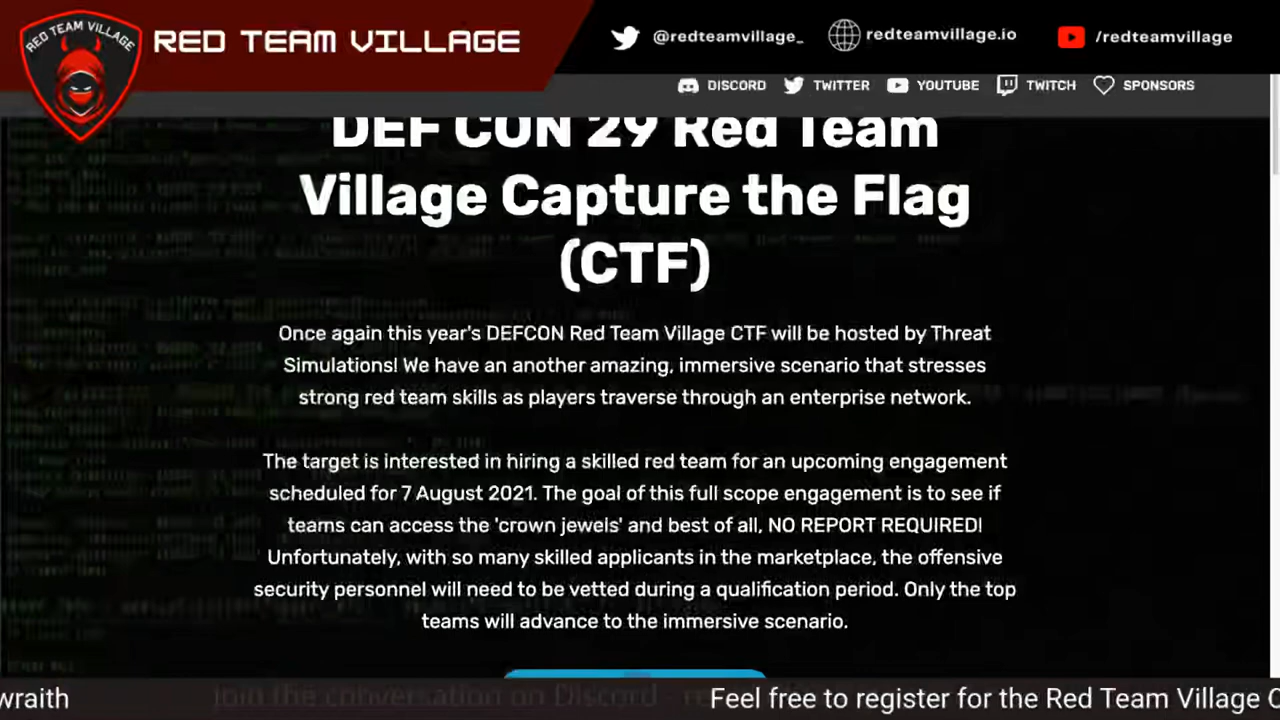 RED TEAM VILLAGE
RED TEAM VILLAGE
@redteamvillage_
redteamvillage.io
/redteamvillage
DISCORD
TWITTER
YOUTUBE
TWITCH
SPONSORS
DEF CON 29 Red Team
Village Capture the Flag
(CTF)
Once again this year's DEFCON Red Team Village CTF will be hosted by Threat
Simulations! We have an another amazing, immersive scenario that stresses
strong red team skills as players traverse through an enterprise network.
The target is interested in hiring a skilled red team for an upcoming engagement
scheduled for 7 August 2021. The goal of this full scope engagement is to see if
teams can access the 'crown jewels' and best of all, NO REPORT REQUIRED!
Unfortunately, with so many skilled applicants in the marketplace, the offensive
security personnel will need to be vetted during a qualification period. Only the top
teams will advance to the immersive scenario.
wraith
Join the conversation on Discord -
Feel free to register for the Red Team Village C